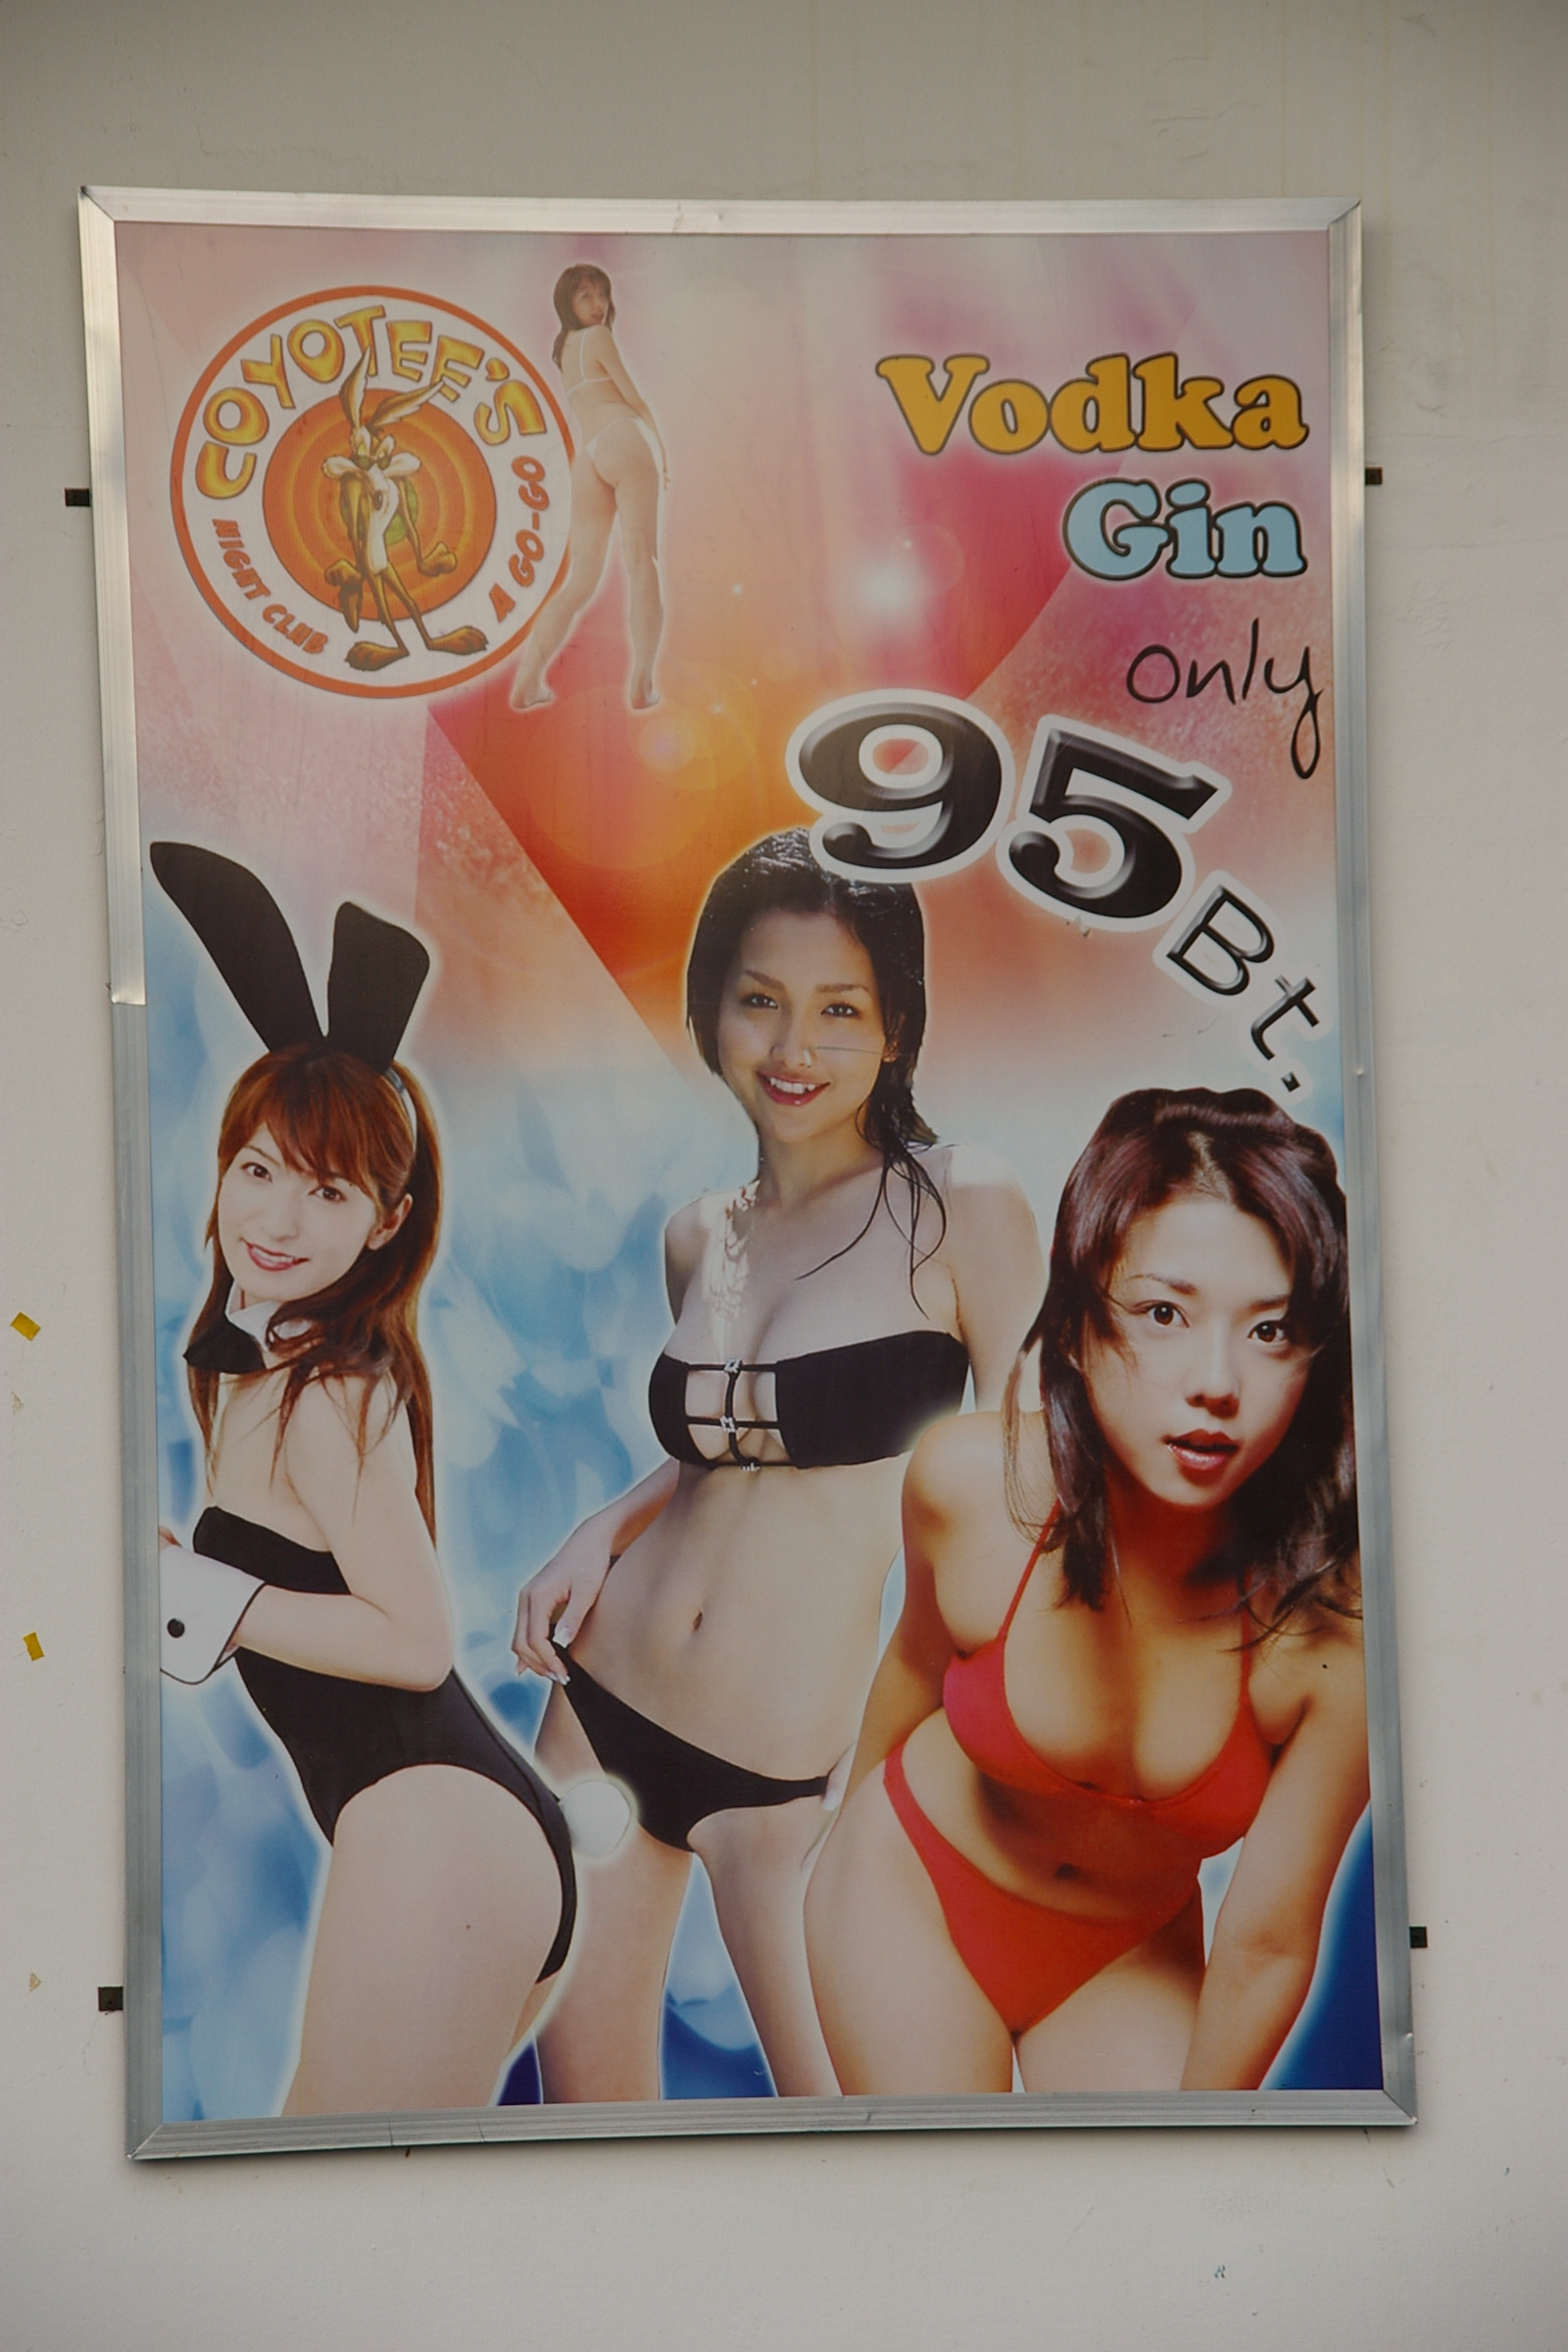 COYOTEE'S
NIGHT CLUB
A GO-GO
Vodka
Gin
only
95 Bt.